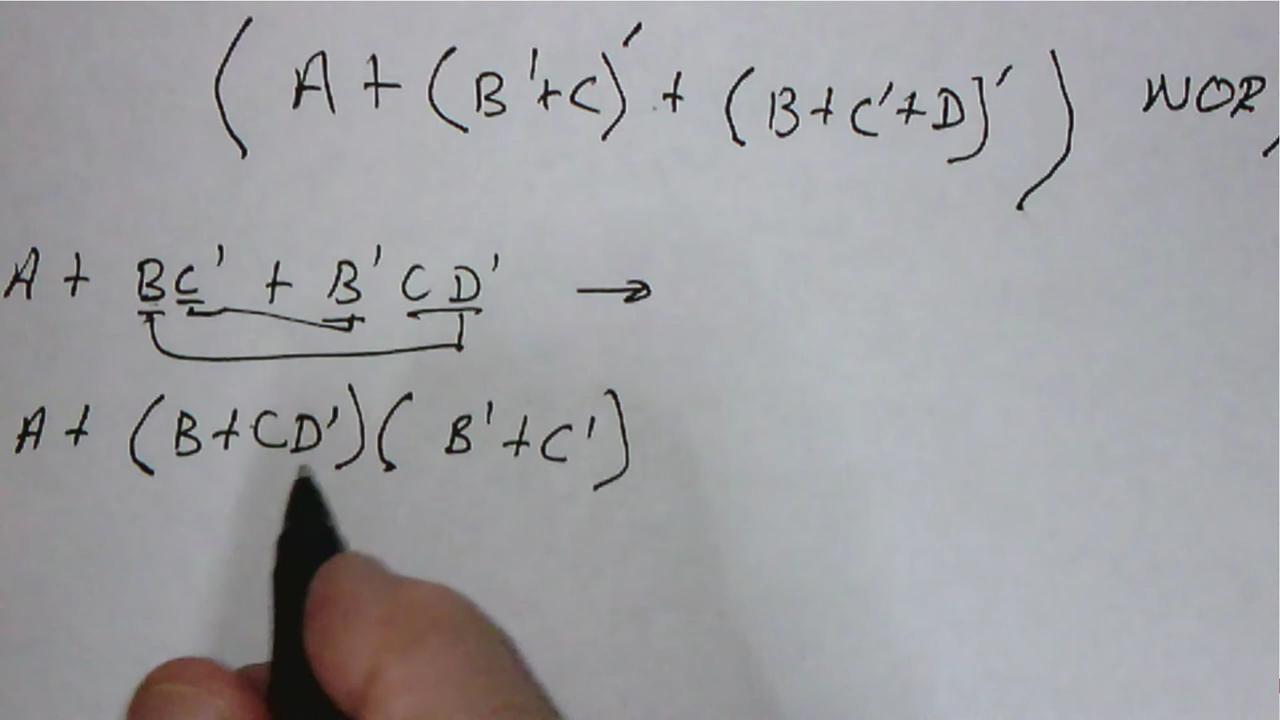 (A + (B'+C)' + (B+C'+D)') NOR,
A + BC' + B'CD' →
A + (B+CD')(B'+C')